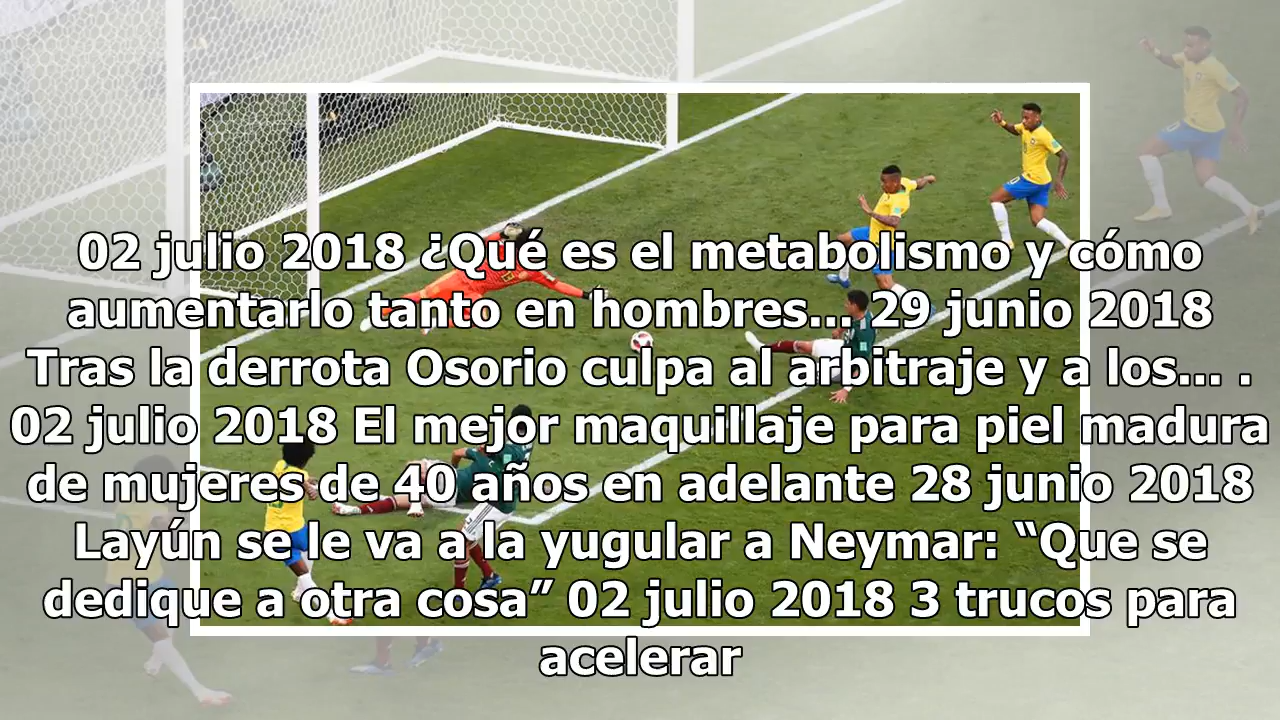 02 julio 2018 ¿Qué es el metabolismo y cómo
aumentarlo tanto en hombres... 29 junio 2018
Tras la derrota Osorio culpa al arbitraje y a los... .
02 julio 2018 El mejor maquillaje para piel madura
de mujeres de 40 años en adelante 28 junio 2018
Layún se le va a la yugular a Neymar: “Que se
dedique a otra cosa” 02 julio 2018 3 trucos para
acelerar